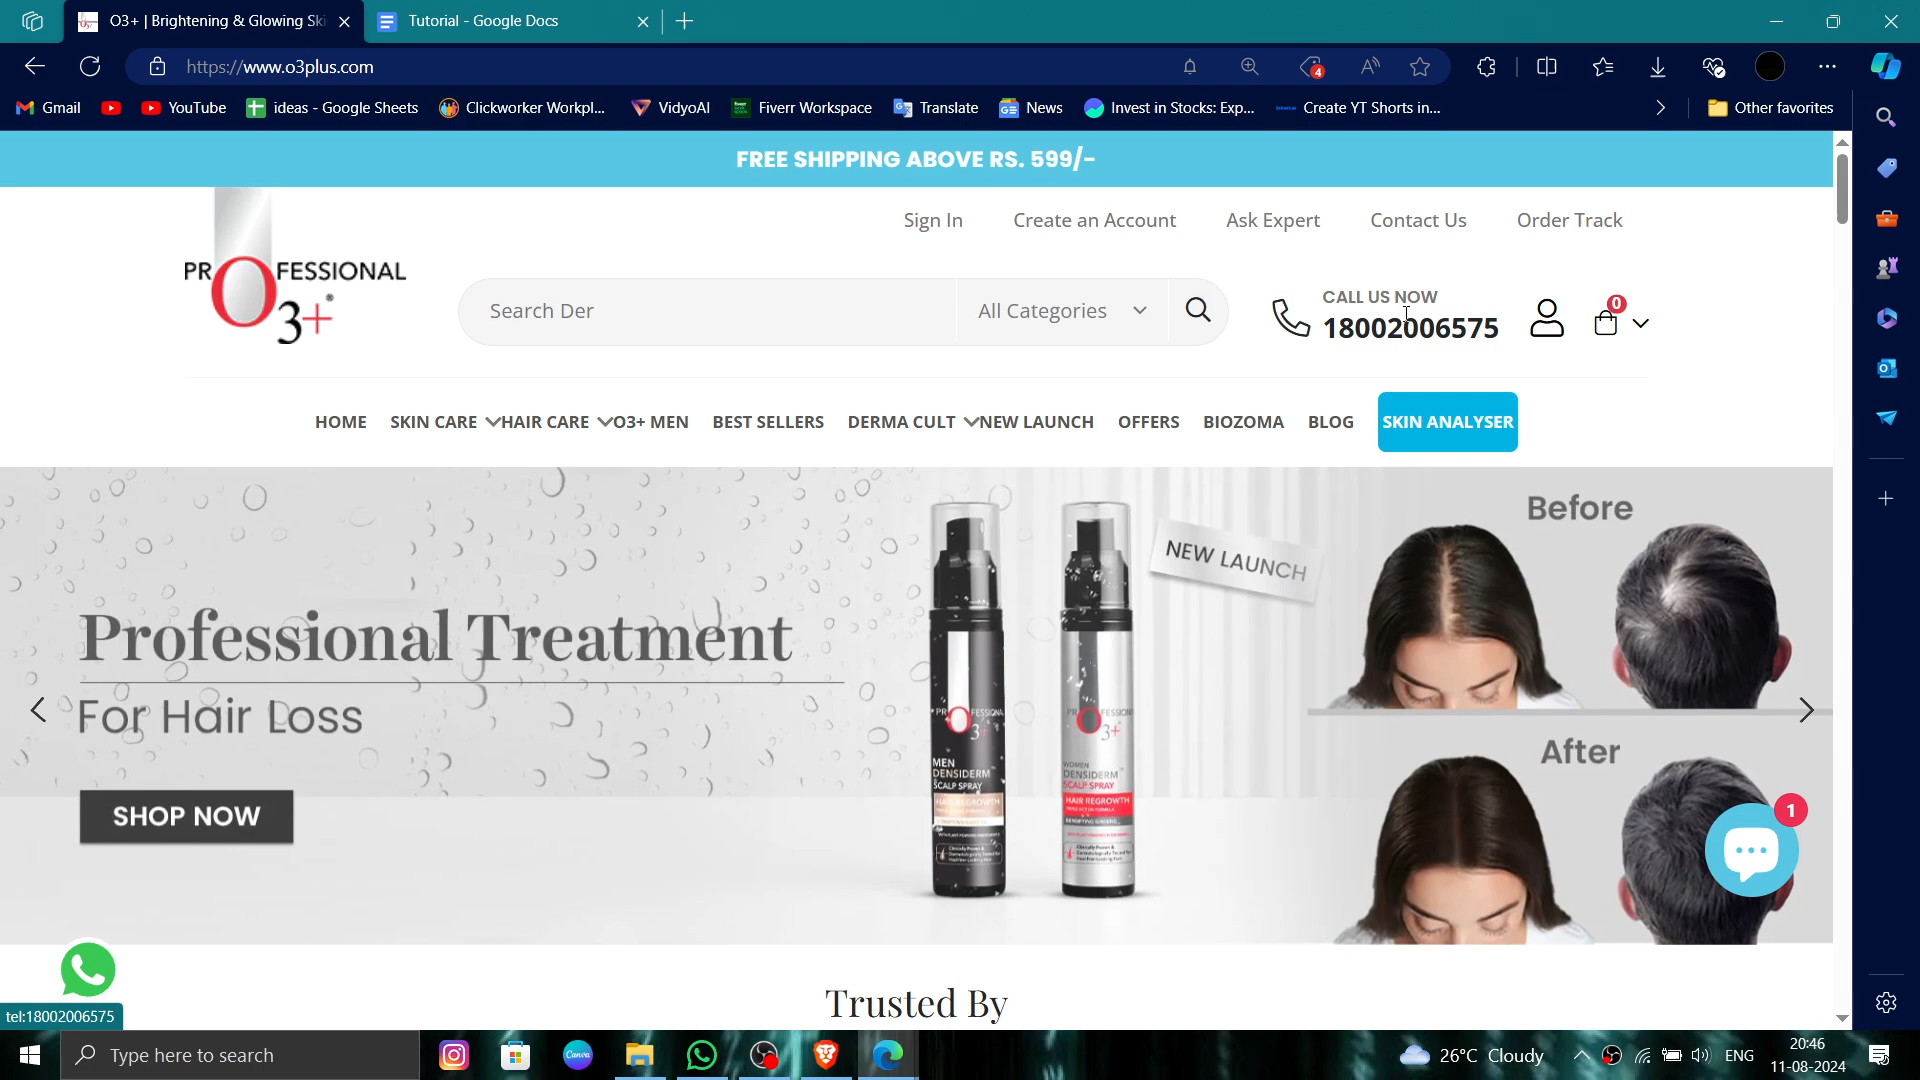 O3+ | Brightening & Glowing Ski
Tutorial - Google Docs
https://www.o3plus.com
4
Gmail
YouTube
ideas - Google Sheets
Clickworker Workpl...
VidyoAI
Fiverr Workspace
Translate
News
Invest in Stocks: Exp...
Create YT Shorts in...
Other favorites
FREE SHIPPING ABOVE RS. 599/-
Sign In
Create an Account
Ask Expert
Contact Us
Order Track
PROFESSIONAL
O3+®
Search Der
All Categories
CALL US NOW
18002006575
0
HOME
SKIN CARE
HAIR CARE
O3+ MEN
BEST SELLERS
DERMA CULT
NEW LAUNCH
OFFERS
BIOZOMA
BLOG
SKIN ANALYSER
Before
NEW LAUNCH
Professional Treatment
For Hair Loss
SHOP NOW
MEN
DENSIDERM™
SCALP SPRAY
HAIR REGROWTH
WOMEN
DENSIDERM™
SCALP SPRAY
HAIR REGROWTH
After
1
Trusted By
tel:18002006575
Type here to search
Canva
26°C Cloudy
ENG
20:46
11-08-2024